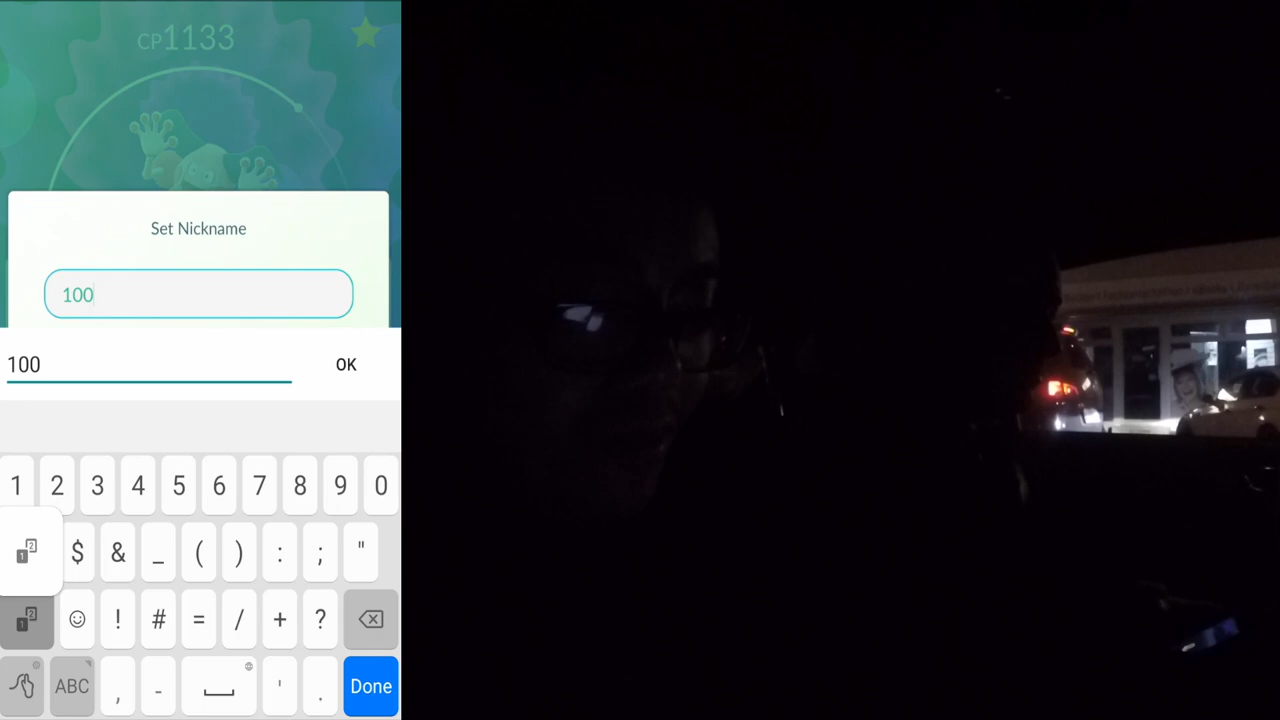 CP1133
Set Nickname
100
100
OK
1 2 3 4 5 6 7 8 9 0
$ & _ ( ) : ; "
! # = / + ?
ABC , - ' . Done